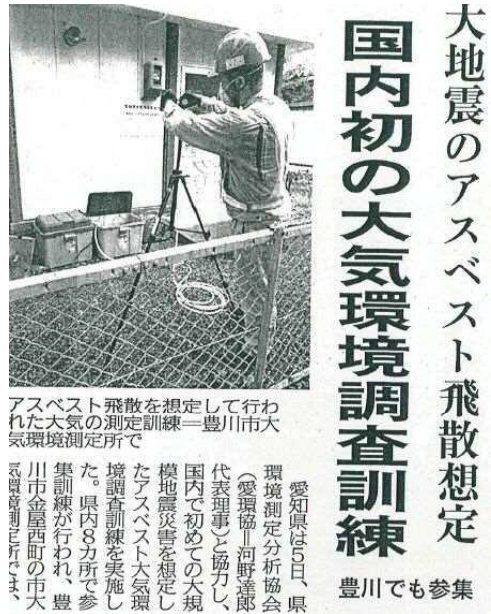 大地震のアスベスト飛散想定
国内初の大気環境調査訓練
豊川でも参集
アスベスト飛散を想定して行わ
れた大気の測定訓練＝豊川市大
気環境測定所で
愛知県は5日、県
環境測定分析協会
（愛環協＝河野達郎
代表理事）と協力し、
国内で初めての大規
模地震災害を想定し
たアスベスト大気環
境調査訓練を実施し
た。県内8カ所で参
集訓練が行われ、豊
川市金屋西町の市大
気環境測定所では、